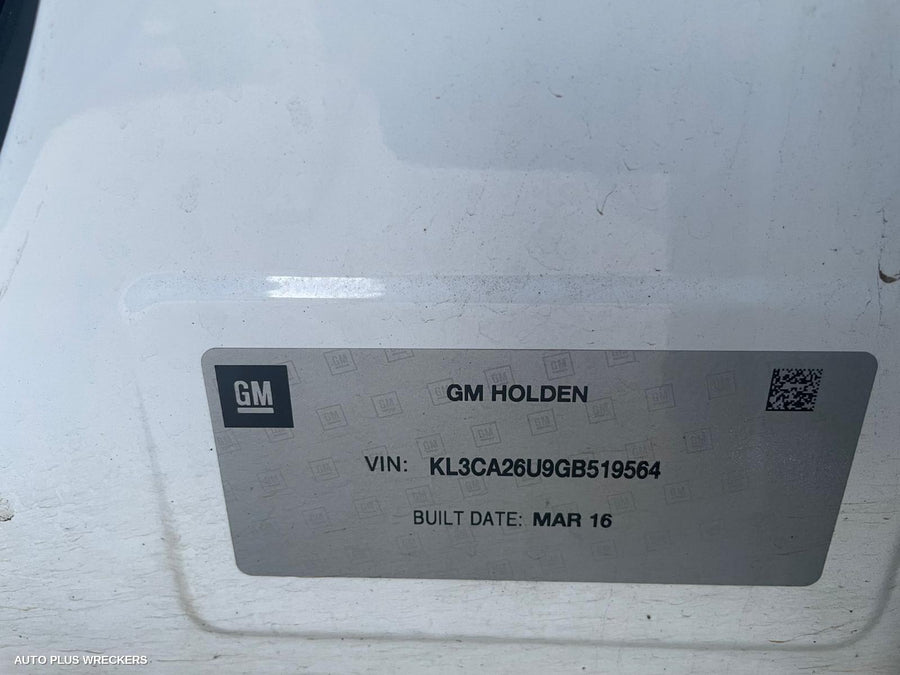 GM
GM HOLDEN
VIN: KL3CA26U9GB519564
BUILT DATE: MAR 16
AUTO PLUS WRECKERS